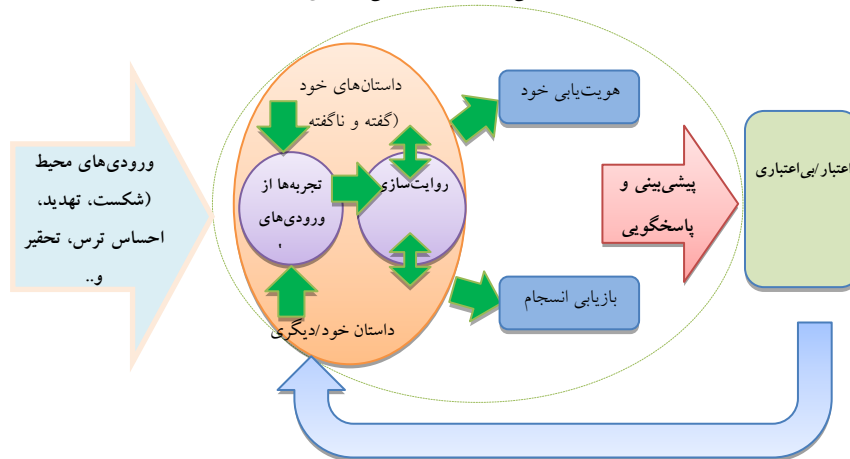 ورودی‌های محیط
(شکست، تهدید،
احساس ترس، تحقیر
و..
داستان‌های خود
(گفته و ناگفته
تجربه‌ها از
ورودی‌های
روایت‌سازی
داستان خود/دیگری
هویت‌یابی خود
بازیابی انسجام
پیشی‌بینی و
پاسخگویی
اعتبار/بی‌اعتباری